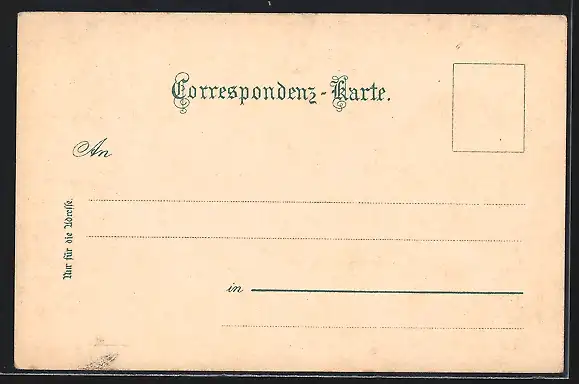 Correspondenz-Karte.
An
Nur für die Adresse.
in